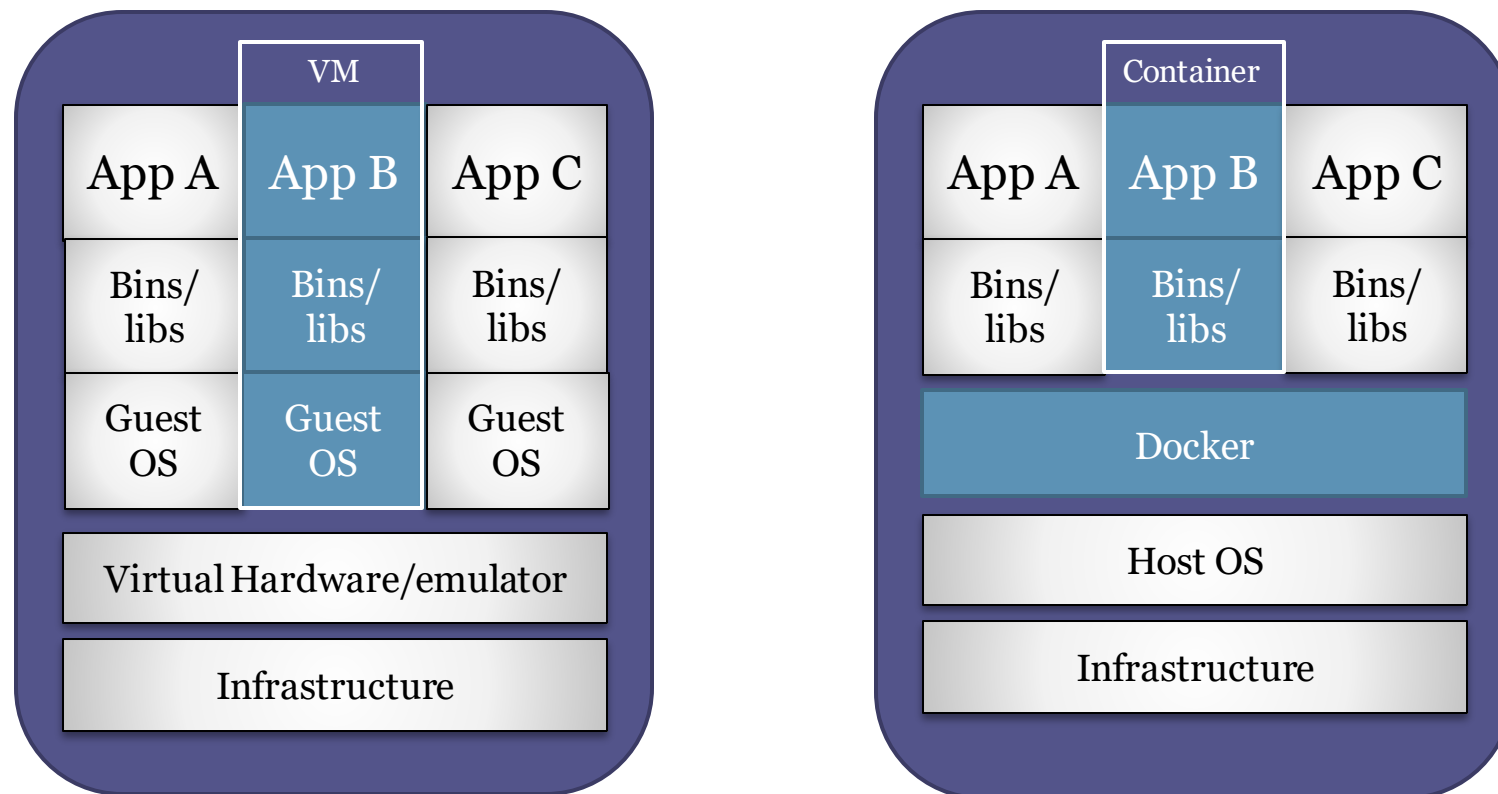 VM
App A
App B
App C
Bins/
libs
Bins/
libs
Bins/
libs
Guest
OS
Guest
OS
Guest
OS
Virtual Hardware/emulator
Infrastructure
Container
App A
App B
App C
Bins/
libs
Bins/
libs
Bins/
libs
Docker
Host OS
Infrastructure